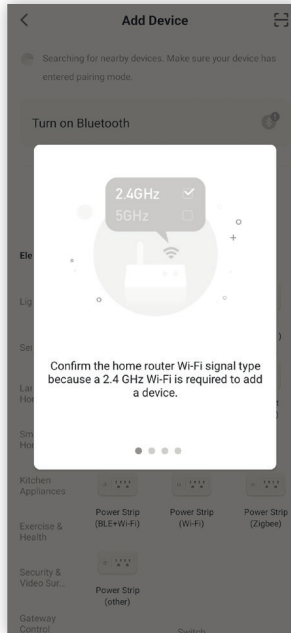 Add Device
Searching for nearby devices. Make sure your device has
entered pairing mode.
Turn on Bluetooth
2.4GHz
5GHz
Confirm the home router Wi-Fi signal type
because a 2.4 GHz Wi-Fi is required to add
a device.
Kitchen
Appliances
Power Strip
(BLE+Wi-Fi)
Power Strip
(Wi-Fi)
Power Strip
(Zigbee)
Exercise &
Health
Security &
Video Sur...
Power Strip
(other)
Gateway
Control
Switch